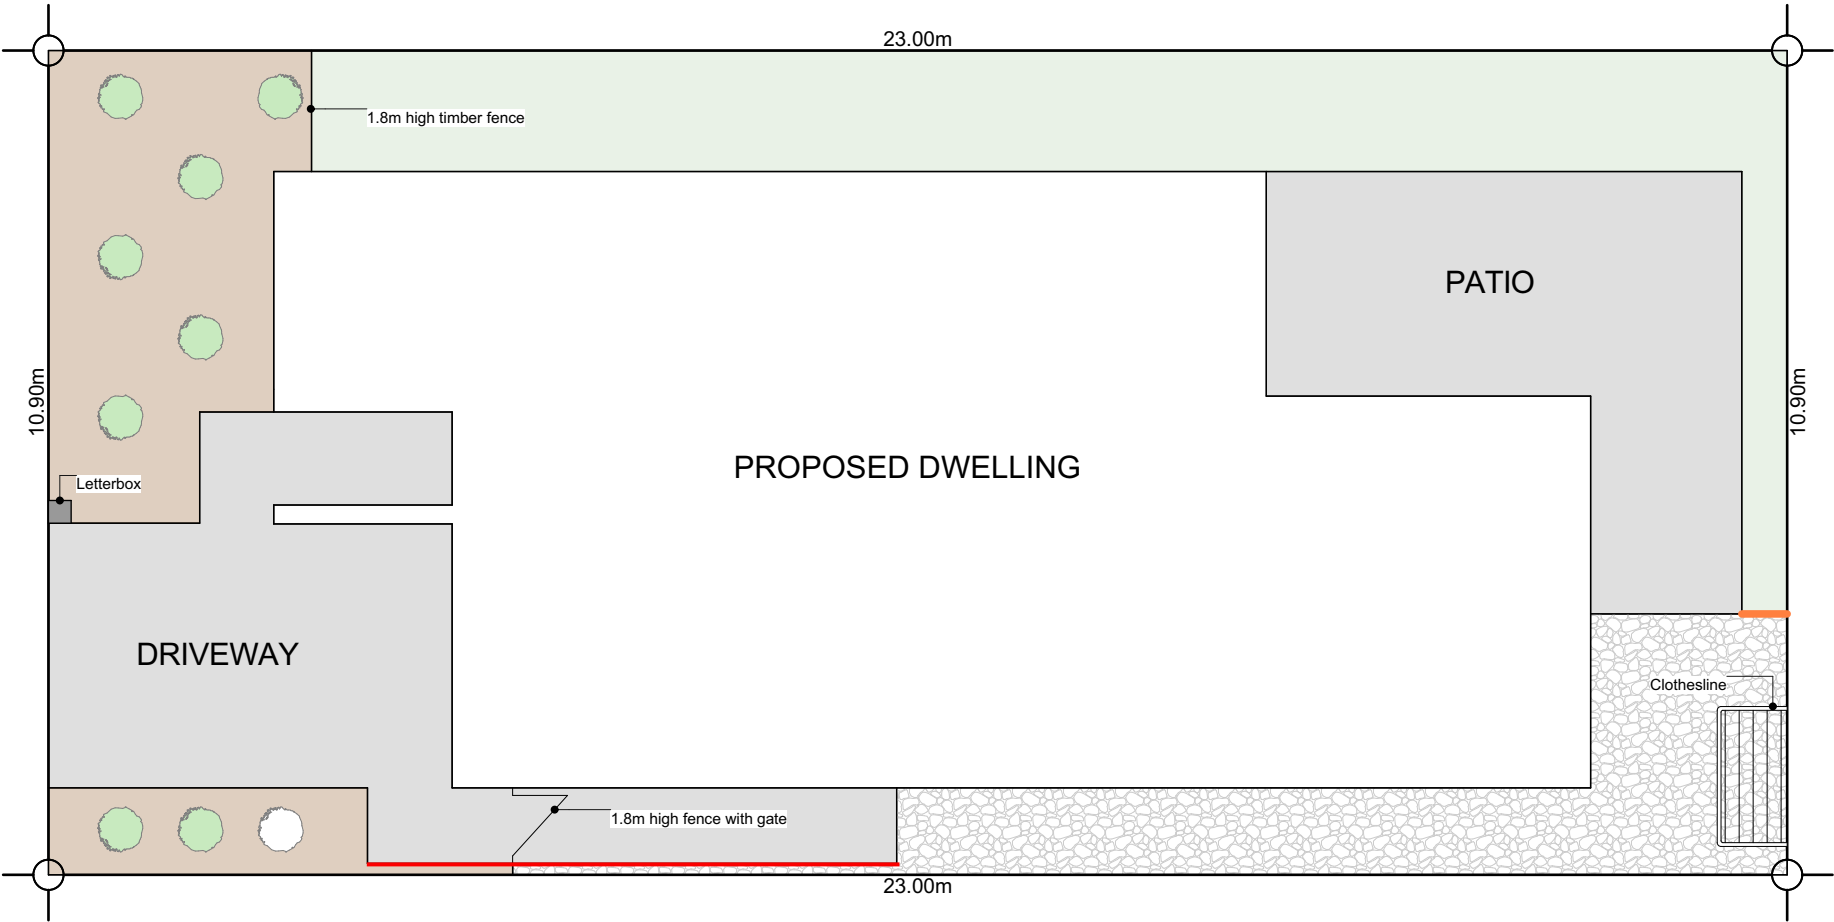 23.00m
1.8m high timber fence
PATIO
10.90m
10.90m
PROPOSED DWELLING
Letterbox
DRIVEWAY
Clothesline
1.8m high fence with gate
23.00m